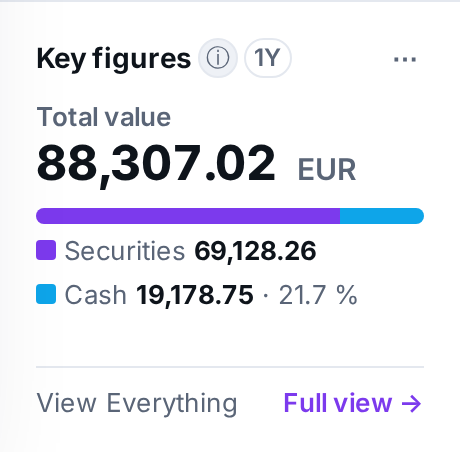 Key figures ⓘ 1Y ...
Total value
88,307.02 EUR
Securities 69,128.26
Cash 19,178.75 · 21.7 %
View Everything Full view →